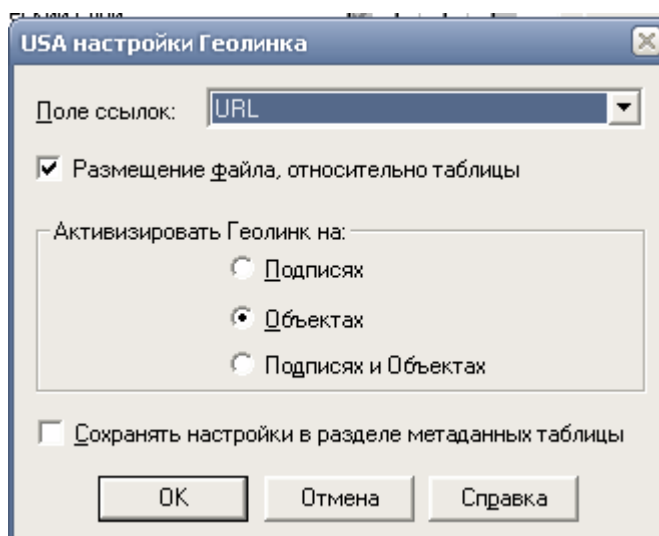 USA настройки Геолинка
Поле ссылок: URL
Размещение файла, относительно таблицы
Активизировать Геолинк на:
Подписях
Объектах
Подписях и Объектах
Сохранять настройки в разделе метаданных таблицы
OK Отмена Справка